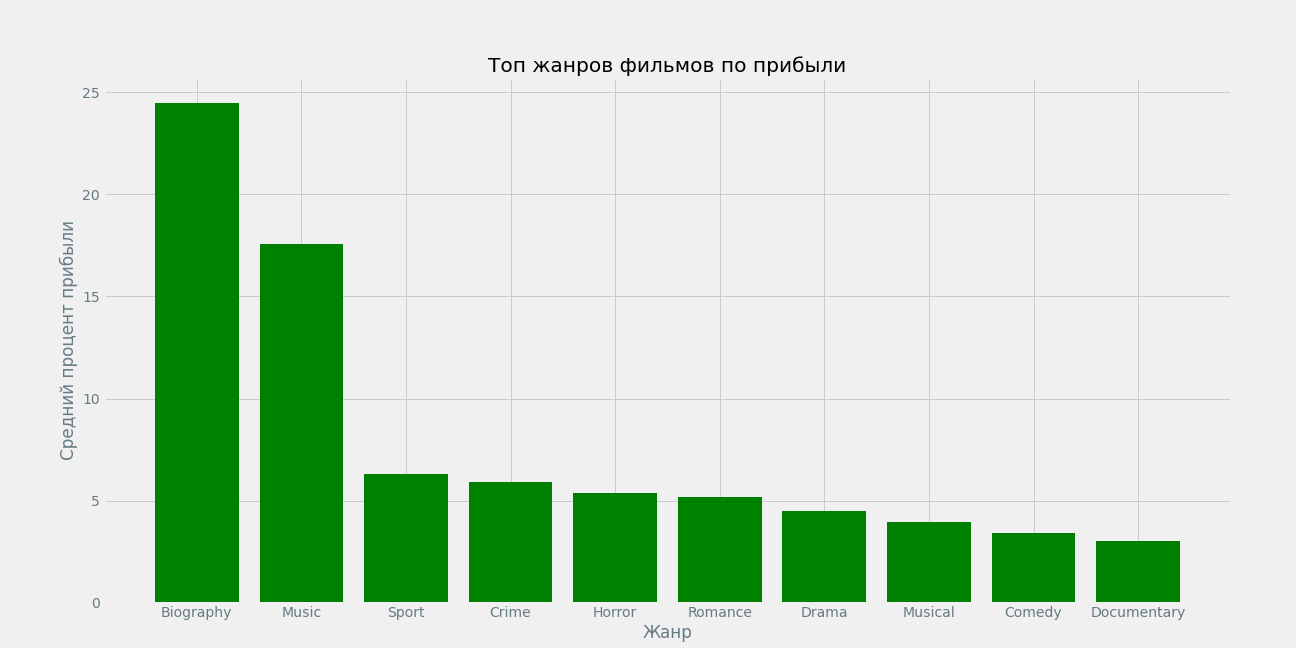 Топ жанров фильмов по прибыли
Средний процент прибыли
25
20
15
10
5
0
Biography Music Sport Crime Horror Romance Drama Musical Comedy Documentary
Жанр